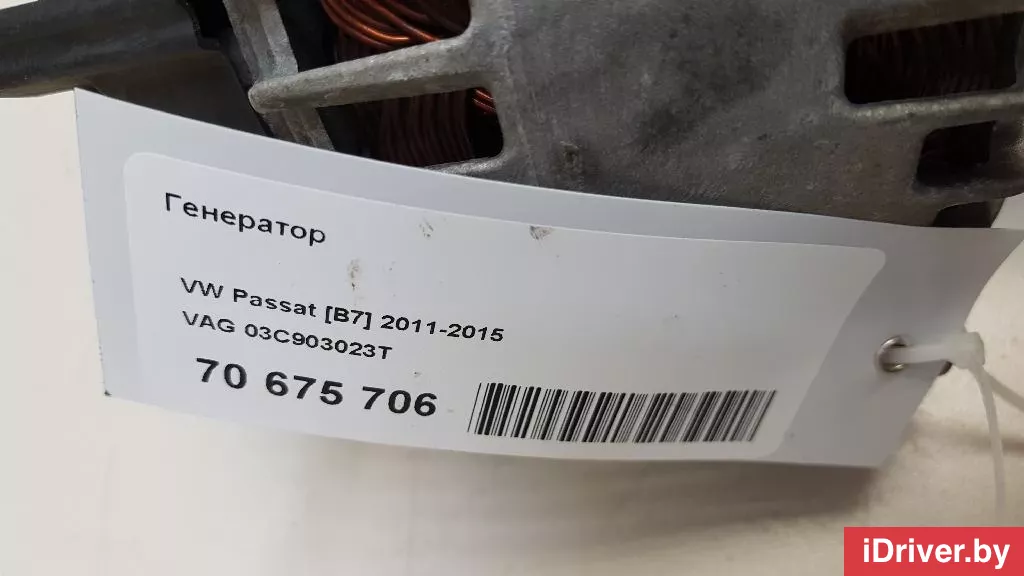 Генератор
VW Passat [B7] 2011-2015
VAG 03C903023T
70 675 706
iDriver.by